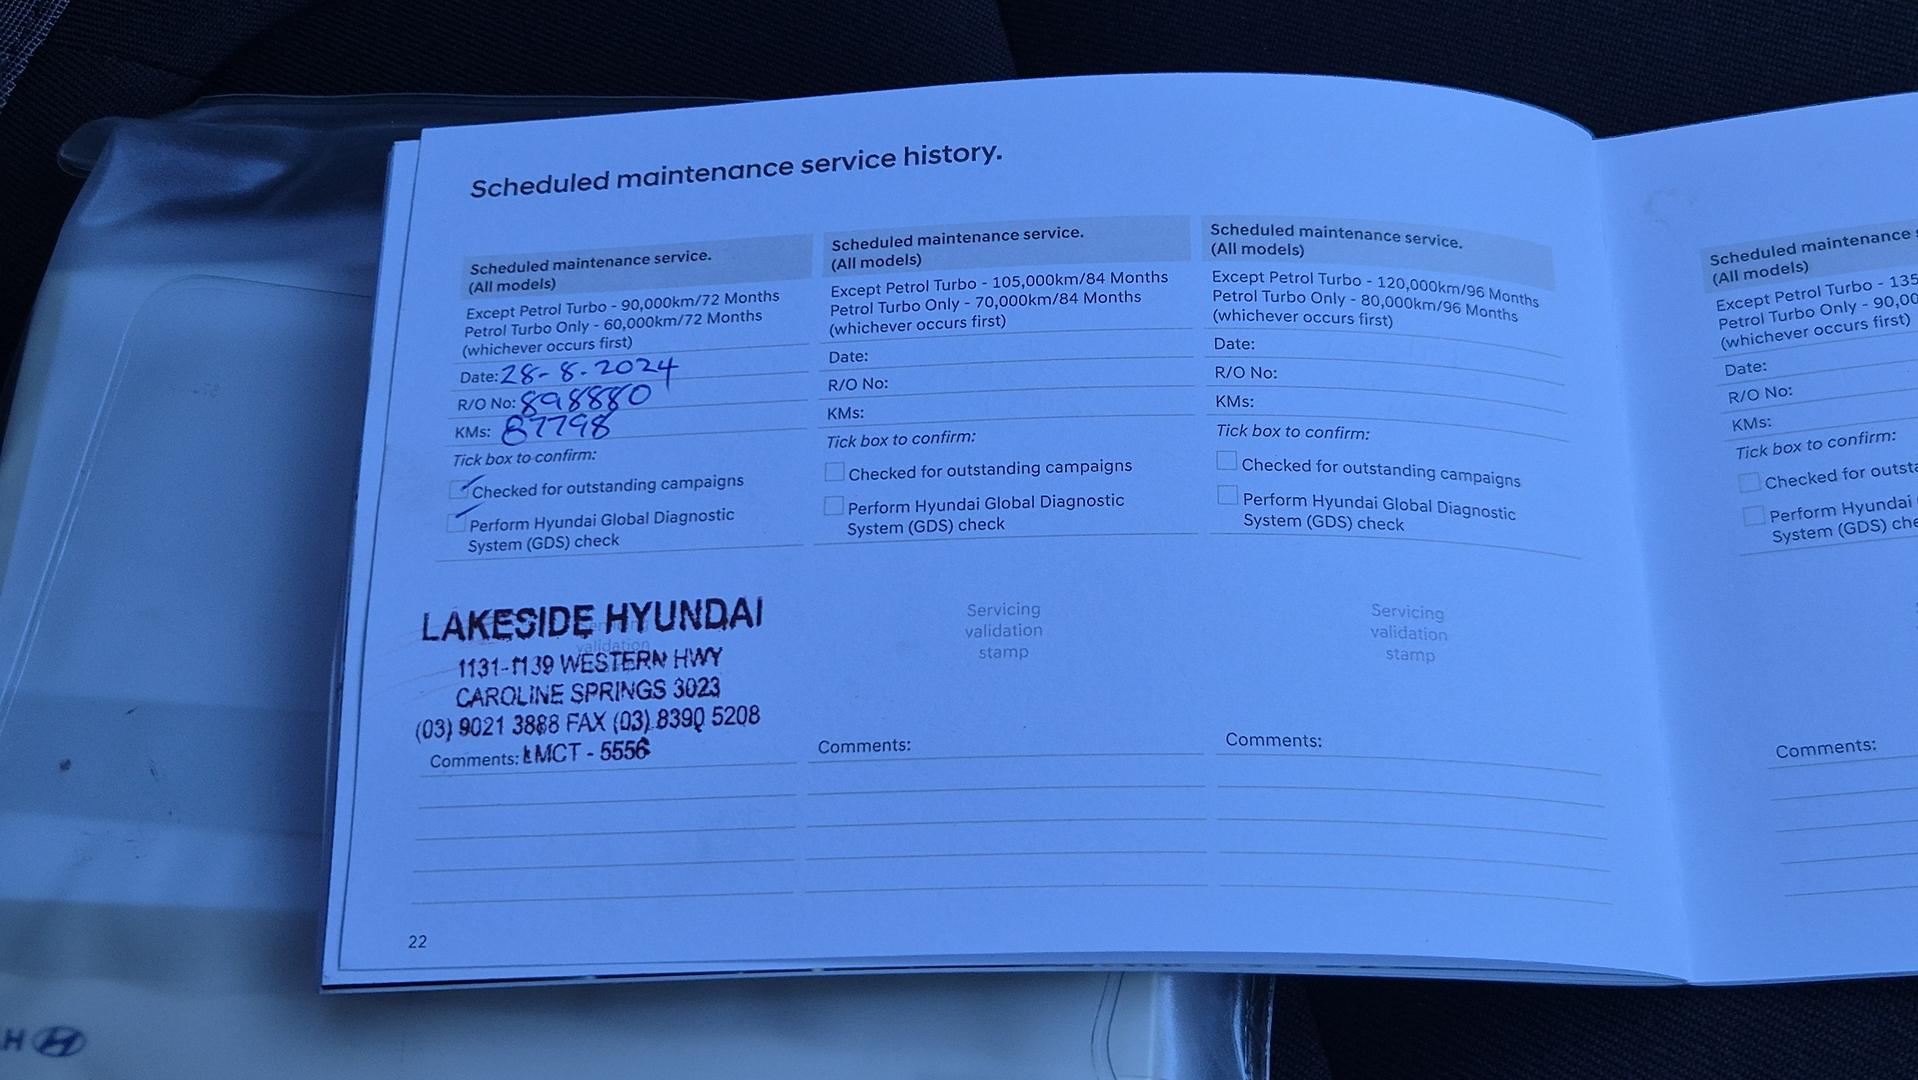 Scheduled maintenance service history.
Scheduled maintenance service.
(All models)
Except Petrol Turbo - 90,000km/72 Months
Petrol Turbo Only - 60,000km/72 Months
(whichever occurs first)
Date: 28-8-2024
R/O No: 898880
KMs: 87798
Tick box to confirm:
Checked for outstanding campaigns
Perform Hyundai Global Diagnostic
System (GDS) check
LAKESIDE HYUNDAI
1131-1139 WESTERN HWY
CAROLINE SPRINGS 3023
(03) 9021 3888 FAX (03) 8390 5208
Comments: LMCT - 5556
Scheduled maintenance service.
(All models)
Except Petrol Turbo - 105,000km/84 Months
Petrol Turbo Only - 70,000km/84 Months
(whichever occurs first)
Date:
R/O No:
KMs:
Tick box to confirm:
Checked for outstanding campaigns
Perform Hyundai Global Diagnostic
System (GDS) check
Servicing
validation
stamp
Comments:
Scheduled maintenance service.
(All models)
Except Petrol Turbo - 120,000km/96 Months
Petrol Turbo Only - 80,000km/96 Months
(whichever occurs first)
Date:
R/O No:
KMs:
Tick box to confirm:
Checked for outstanding campaigns
Perform Hyundai Global Diagnostic
System (GDS) check
Servicing
validation
stamp
Comments:
22
Scheduled maintenance
(All models)
Except Petrol Turbo - 135
Petrol Turbo Only - 90,00
(whichever occurs first)
Date:
R/O No:
KMs:
Tick box to confirm:
Checked for
Perform Hyundai
System (GDS)
Comments:
H